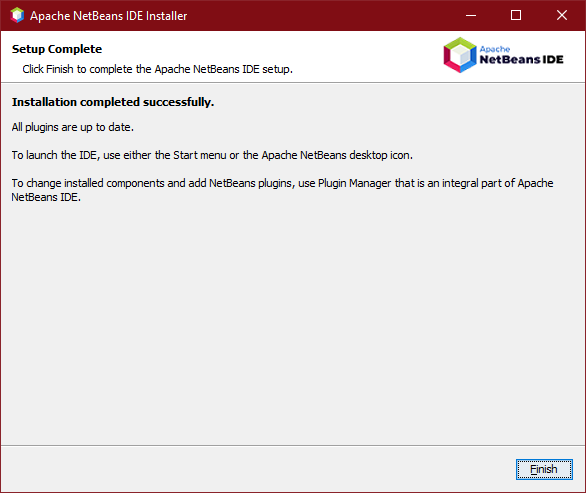 Apache NetBeans IDE Installer
Setup Complete
Click Finish to complete the Apache NetBeans IDE setup.
Apache
NetBeans IDE
Installation completed successfully.
All plugins are up to date.
To launch the IDE, use either the Start menu or the Apache NetBeans desktop icon.
To change installed components and add NetBeans plugins, use Plugin Manager that is an integral part of Apache
NetBeans IDE.
Finish